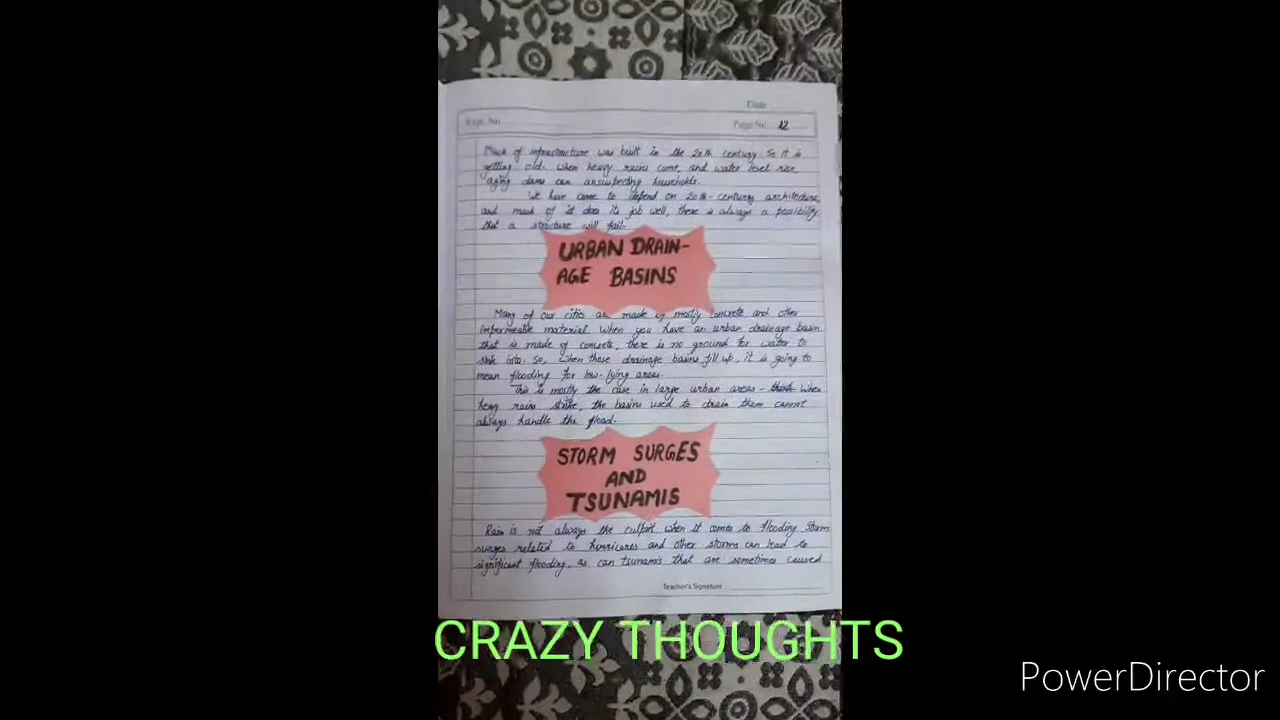 Date
Expt. No.
Page No. 12
Much of infrastructure was built in the 20th century. So it is
getting old. When heavy rains come, and water level rise,
aging dams can unsuspecting households.
We have come to defend on 20th-century architecture,
and much of it does its job well, there is always a possibility
that a structure will fail.
URBAN DRAIN-
AGE BASINS
Many of our cities are made of mostly concrete and other
impermeable material. When you have an urban drainage basin
that is made of concrete, there is no ground for water to
sink into. So, when those drainage basins fill up, it is going to
mean flooding for low-lying areas.
This is mostly the case in large urban areas - When
heavy rains strike, the basins used to drain them cannot
always handle the flood.
STORM SURGES
AND
TSUNAMIS
Rain is not always the culprit when it comes to flooding. Storm
surges related to hurricanes and other storms can lead to
significant flooding, as can tsunamis that are sometimes caused
Teacher's Signature
CRAZY THOUGHTS
PowerDirector